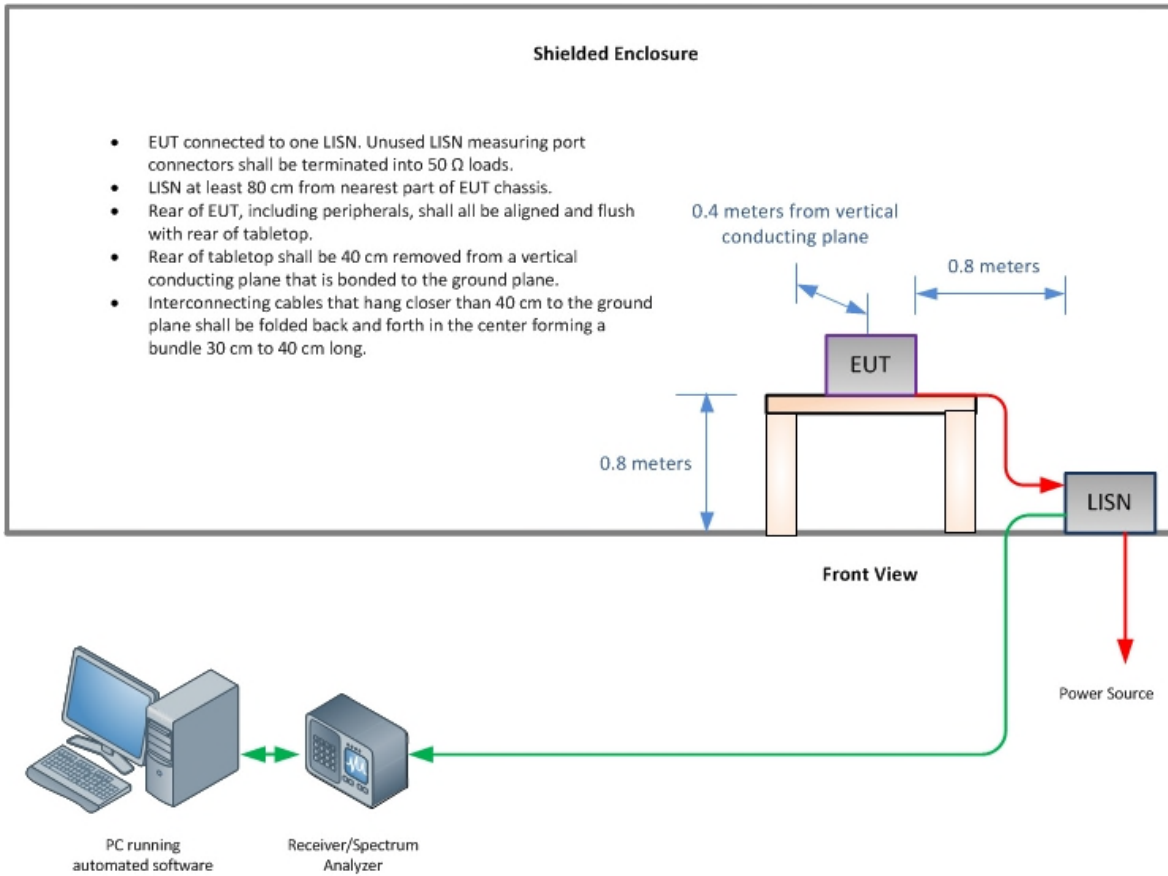 Shielded Enclosure
• EUT connected to one LISN. Unused LISN measuring port
connectors shall be terminated into 50 Ω loads.
• LISN at least 80 cm from nearest part of EUT chassis.
• Rear of EUT, including peripherals, shall all be aligned and flush
with rear of tabletop.
• Rear of tabletop shall be 40 cm removed from a vertical
conducting plane that is bonded to the ground plane.
• Interconnecting cables that hang closer than 40 cm to the ground
plane shall be folded back and forth in the center forming a
bundle 30 cm to 40 cm long.
0.4 meters from vertical
conducting plane
0.8 meters
EUT
0.8 meters
LISN
Front View
Power Source
PC running
automated software
Receiver/Spectrum
Analyzer